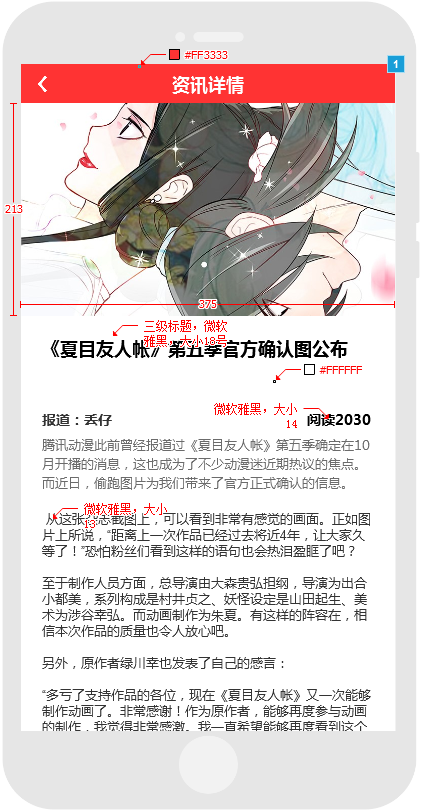 #FF3333
1
资讯详情
213
375
三级标题，微软
雅黑，大小18号
《夏目友人帐》第五季官方确认图公布
#FFFFFF
微软雅黑，大小
14
报道：丢仔
阅读2030
腾讯动漫此前曾经报道过《夏目友人帐》第五季确定在10
月开播的消息，这也成为了不少动漫迷近期热议的焦点。
而近日，偷跑图片为我们带来了官方正式确认的信息。
微软雅黑，大小
13
从这张杂志截图上，可以看到非常有感觉的画面。正如图
片上所说，“距离上一次作品已经过去将近4年，让大家久
等了！”恐怕粉丝们看到这样的语句也会热泪盈眶了吧？
至于制作人员方面，总导演由大森贵弘担纲，导演为出合
小都美，系列构成是村井贞之、妖怪设定是山田起生、美
术为涉谷幸弘。而动画制作为朱夏。有这样的阵容在，相
信本次作品的质量也令人放心吧。
另外，原作者绿川幸也发表了自己的感言：
“多亏了支持作品的各位，现在《夏目友人帐》又一次能够
制作动画了。非常感谢！作为原作者，能够再度参与动画
的制作，我觉得非常感激。我一直希望能够再度看到这个